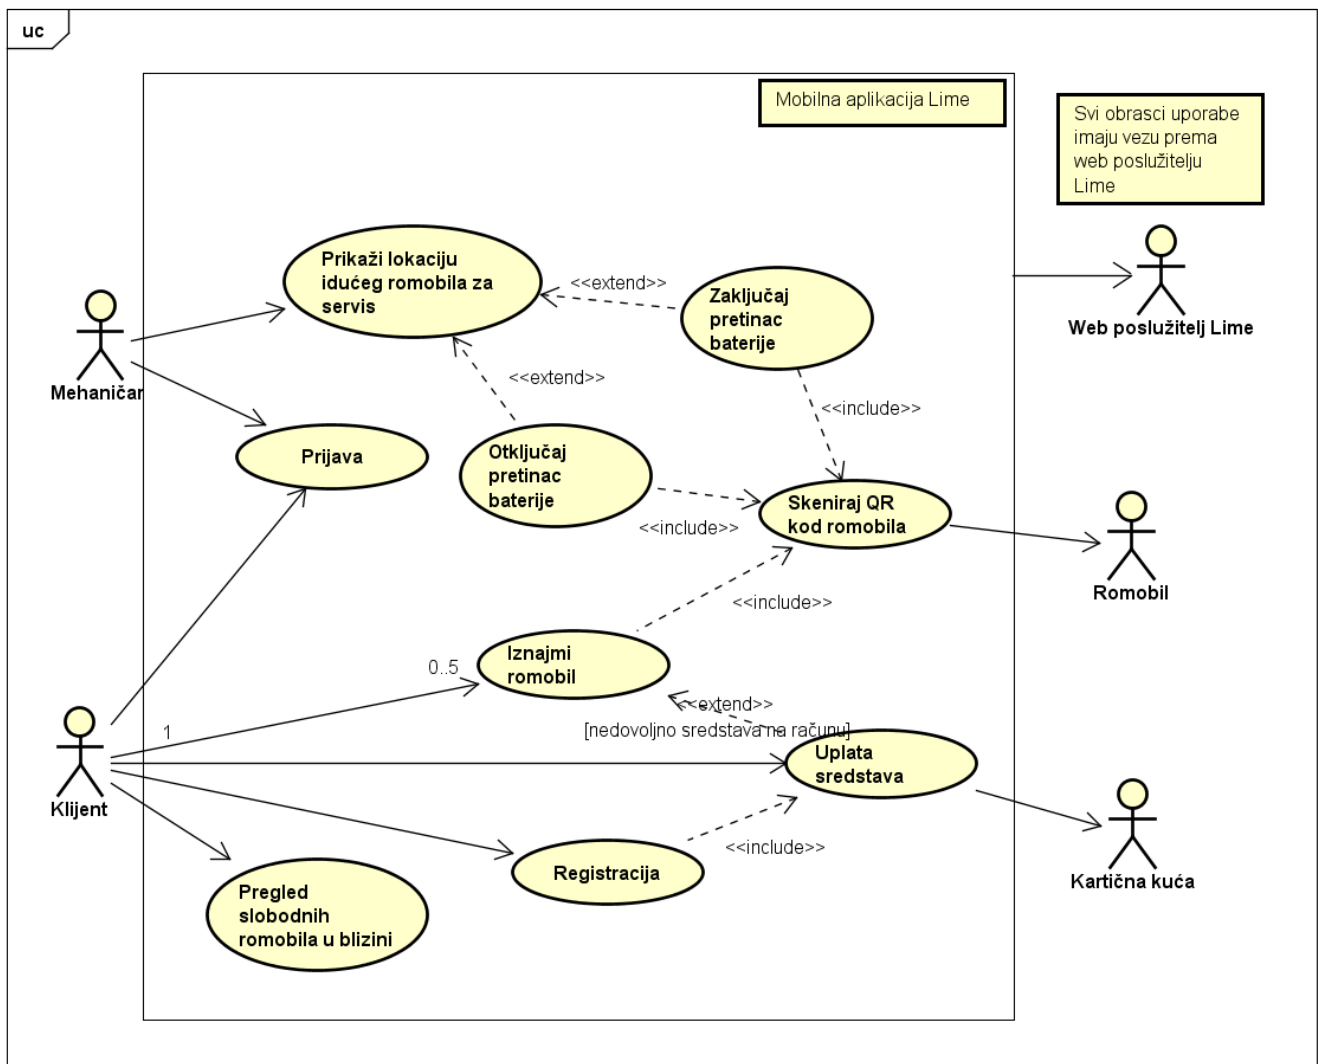 uc
Mobilna aplikacija Lime
Svi obrasci uporabe
imaju vezu prema
web poslužitelju
Lime
Prikaži lokaciju
idućeg romobila za
servis
<<extend>>
Zaključaj
pretinac
baterije
Web poslužitelj Lime
Mehaničar
<<extend>>
<<include>>
Prijava
Otključaj
pretinac
baterije
Skeniraj QR
kod romobila
<<include>>
Romobil
<<include>>
Iznajmi
romobil
0..5
<<extend>>
[nedovoljno sredstava na računu]
1
Uplata
sredstava
Klijent
<<include>>
Registracija
Kartična kuća
Pregled
slobodnih
romobila u blizini